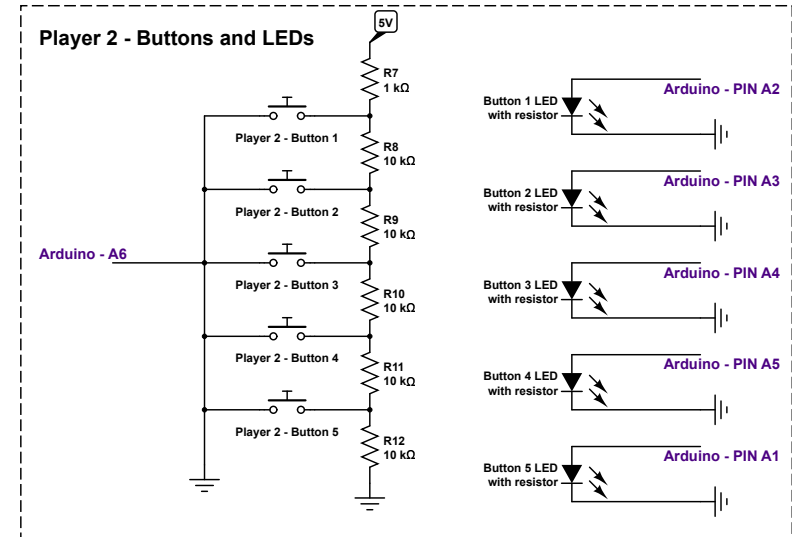 Player 2 - Buttons and LEDs
5V
R7
1 kΩ
Player 2 - Button 1
R8
10 kΩ
Player 2 - Button 2
R9
10 kΩ
Arduino - A6
Player 2 - Button 3
R10
10 kΩ
Player 2 - Button 4
R11
10 kΩ
Player 2 - Button 5
R12
10 kΩ
Arduino - PIN A2
Button 1 LED
with resistor
Arduino - PIN A3
Button 2 LED
with resistor
Arduino - PIN A4
Button 3 LED
with resistor
Arduino - PIN A5
Button 4 LED
with resistor
Arduino - PIN A1
Button 5 LED
with resistor